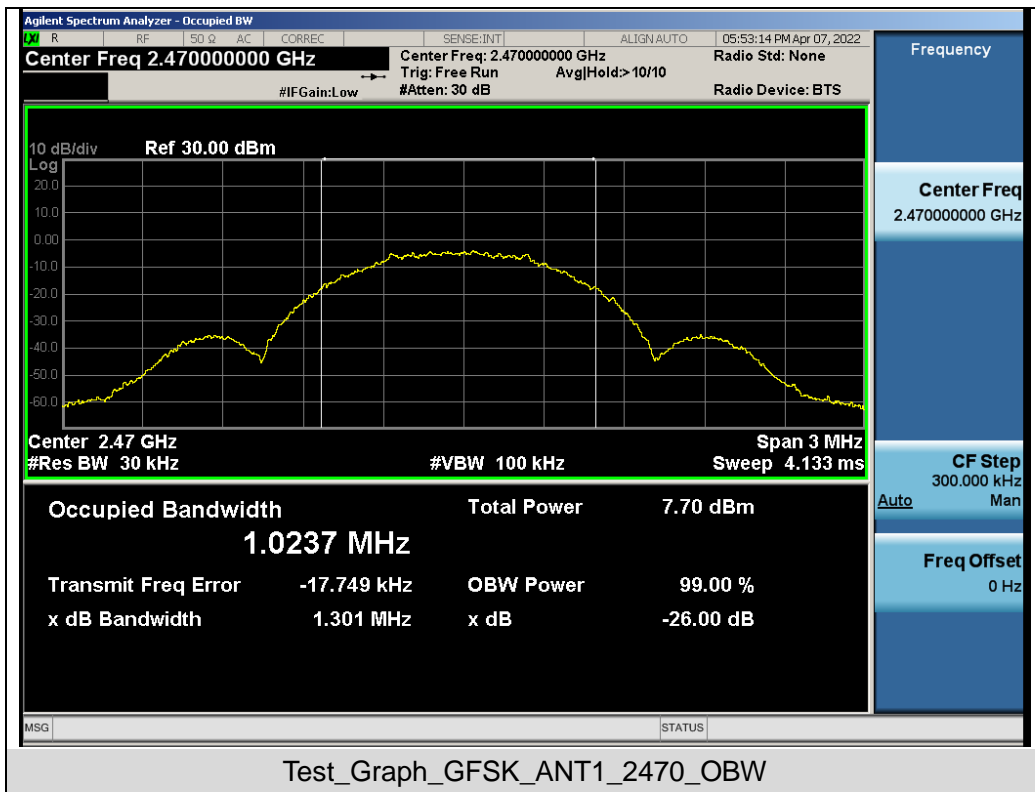 Agilent Spectrum Analyzer - Occupied BW
LXI R RF 50 Ω AC CORREC SENSE:INT ALIGN AUTO 05:53:14 PM Apr 07, 2022
Center Freq 2.470000000 GHz
Center Freq: 2.470000000 GHz Radio Std: None
Trig: Free Run Avg|Hold:> 10/10
#IFGain:Low #Atten: 30 dB Radio Device: BTS
Frequency
10 dB/div Ref 30.00 dBm
Log
20.0
10.0
0.00
-10.0
-20.0
-30.0
-40.0
-50.0
-60.0
Center 2.47 GHz Span 3 MHz
#Res BW 30 kHz #VBW 100 kHz Sweep 4.133 ms
Occupied Bandwidth Total Power 7.70 dBm
1.0237 MHz
Transmit Freq Error -17.749 kHz OBW Power 99.00 %
x dB Bandwidth 1.301 MHz x dB -26.00 dB
Center Freq
2.470000000 GHz
CF Step
300.000 kHz
Auto Man
Freq Offset
0 Hz
MSG STATUS
Test_Graph_GFSK_ANT1_2470_OBW